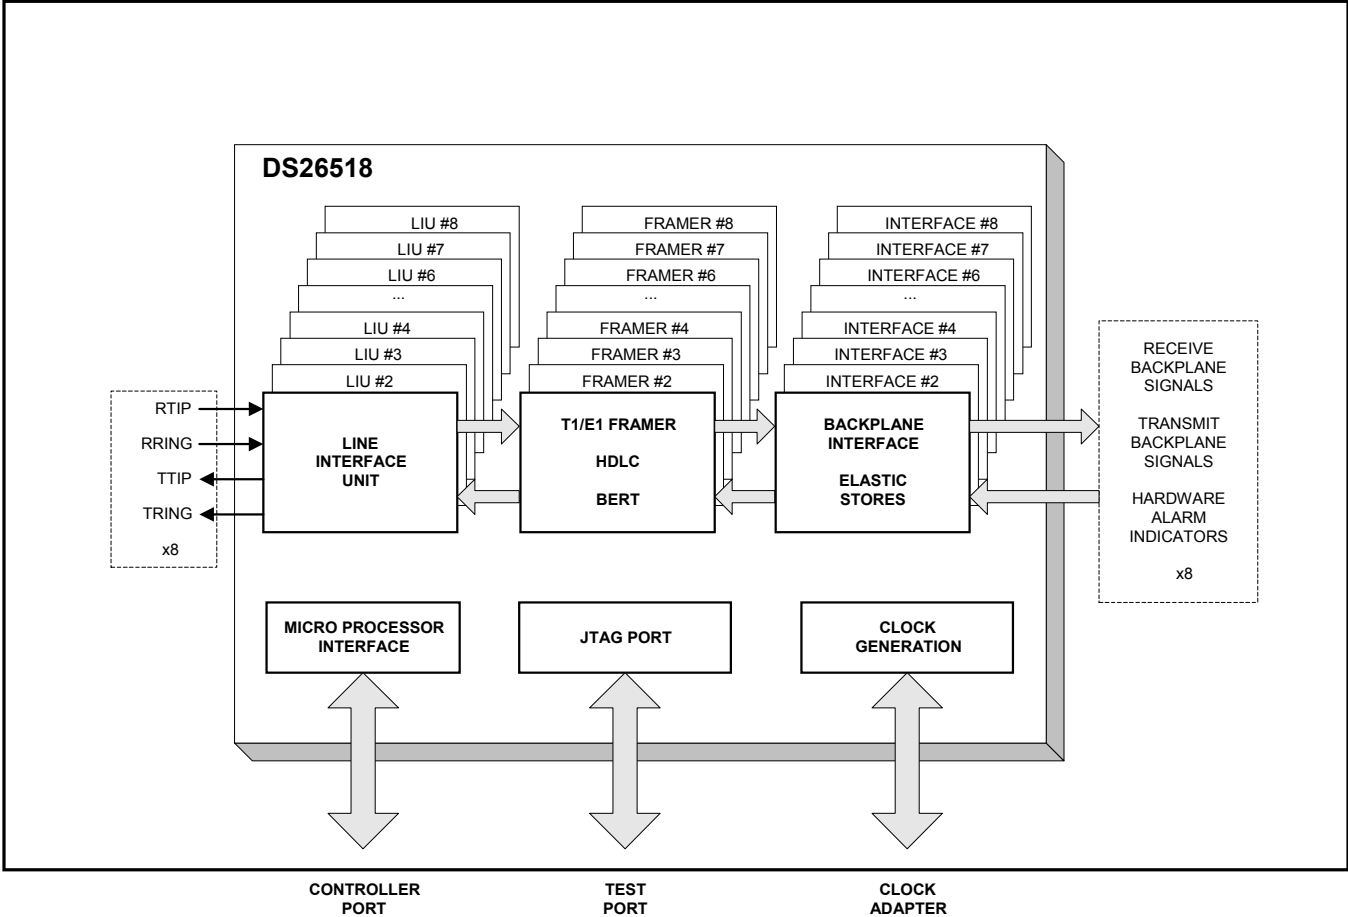 DS26518
LIU #8
LIU #7
LIU #6
...
LIU #4
LIU #3
LIU #2
LINE
INTERFACE
UNIT
FRAMER #8
FRAMER #7
FRAMER #6
...
FRAMER #4
FRAMER #3
FRAMER #2
T1/E1 FRAMER
HDLC
BERT
INTERFACE #8
INTERFACE #7
INTERFACE #6
...
INTERFACE #4
INTERFACE #3
INTERFACE #2
BACKPLANE
INTERFACE
ELASTIC
STORES
RTIP
RRING
TTIP
TRING
x8
RECEIVE
BACKPLANE
SIGNALS
TRANSMIT
BACKPLANE
SIGNALS
HARDWARE
ALARM
INDICATORS
x8
MICRO PROCESSOR
INTERFACE
JTAG PORT
CLOCK
GENERATION
CONTROLLER
PORT
TEST
PORT
CLOCK
ADAPTER